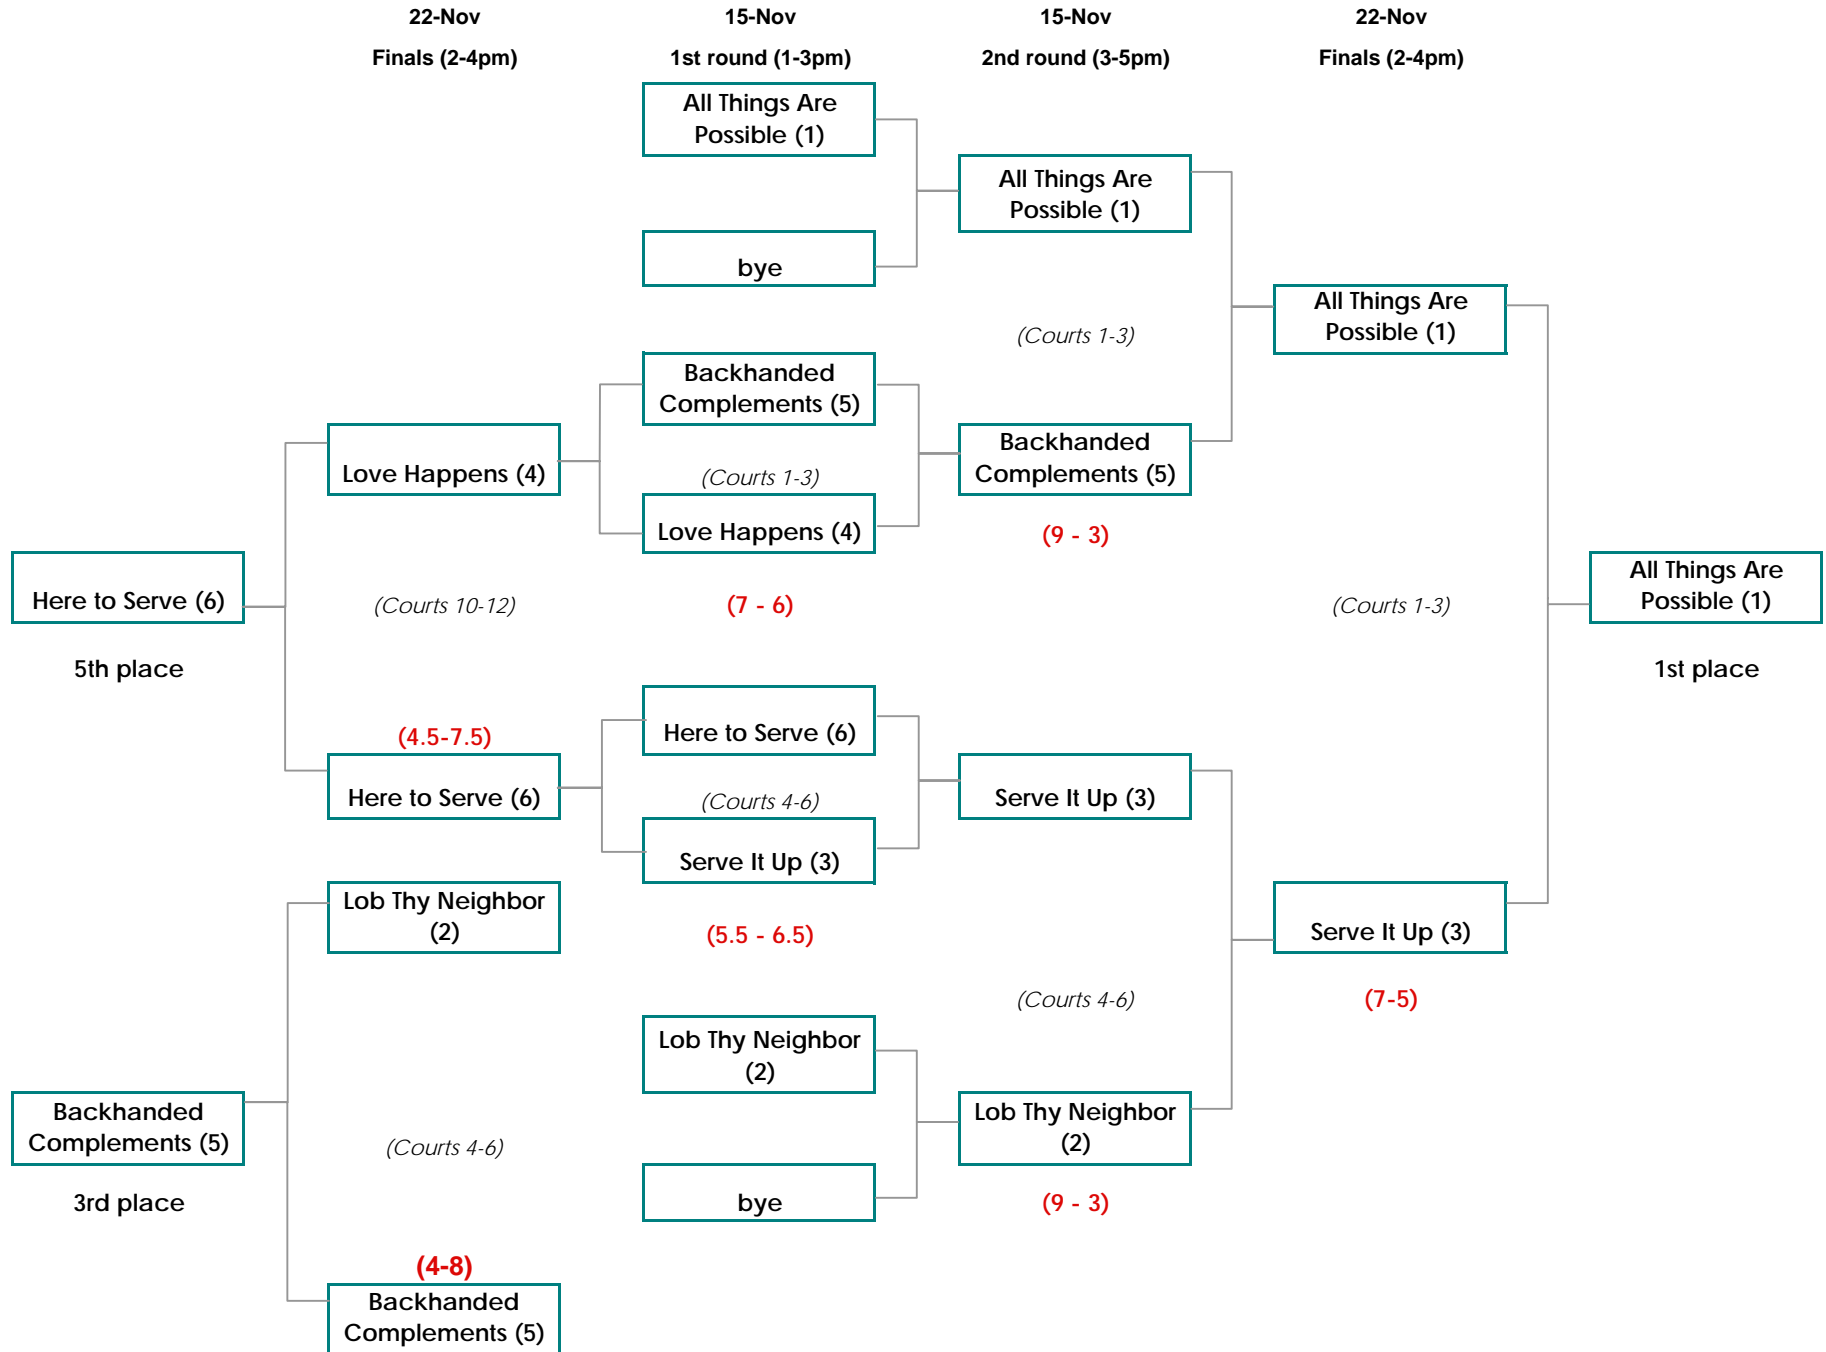 22-Nov
15-Nov
15-Nov
22-Nov
Finals (2-4pm)
1st round (1-3pm)
2nd round (3-5pm)
Finals (2-4pm)
All Things Are
Possible (1)
All Things Are
Possible (1)
bye
All Things Are
Possible (1)
(Courts 1-3)
Backhanded
Complements (5)
Love Happens (4)
(Courts 1-3)
Backhanded
Complements (5)
Love Happens (4)
(9 - 3)
Here to Serve (6)
(Courts 10-12)
(7 - 6)
(Courts 1-3)
All Things Are
Possible (1)
5th place
1st place
(4.5-7.5)
Here to Serve (6)
Here to Serve (6)
(Courts 4-6)
Serve It Up (3)
Serve It Up (3)
Lob Thy Neighbor
(2)
(5.5 - 6.5)
Serve It Up (3)
(Courts 4-6)
(7-5)
Lob Thy Neighbor
(2)
Backhanded
Complements (5)
(Courts 4-6)
Lob Thy Neighbor
(2)
3rd place
bye
(9 - 3)
(4-8)
Backhanded
Complements (5)